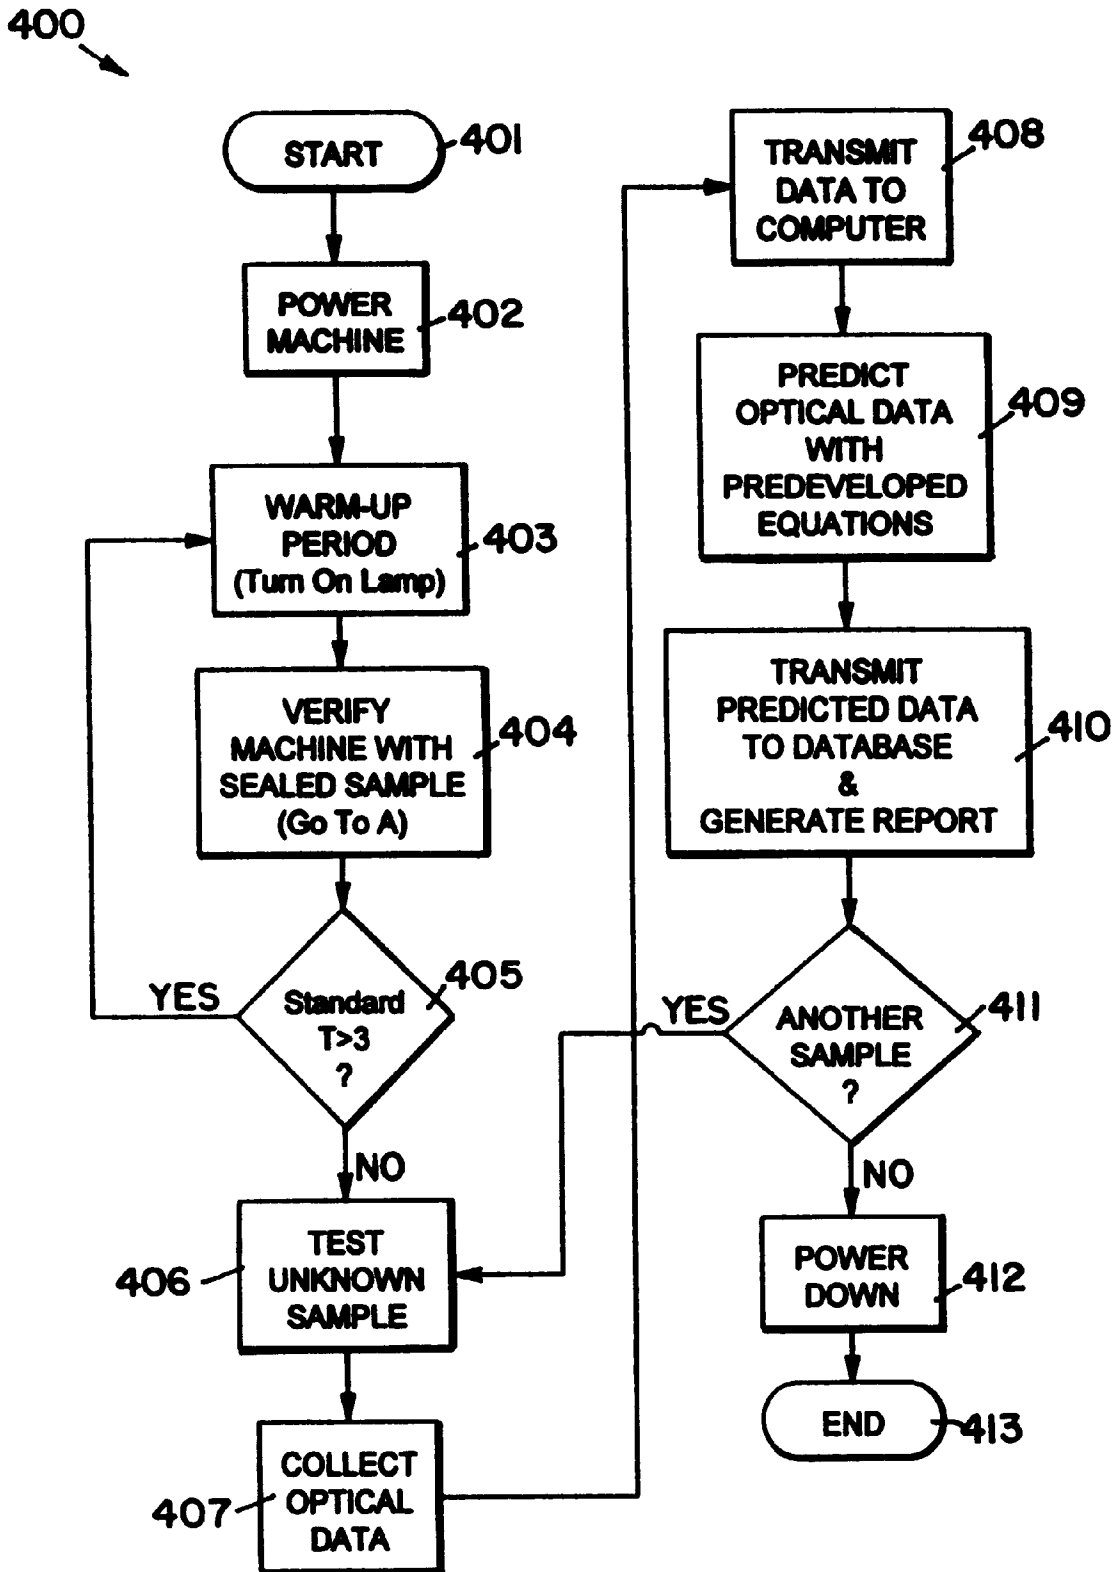 400
START
401
POWER
MACHINE
402
WARM-UP
PERIOD
(Turn On Lamp)
403
VERIFY
MACHINE WITH
SEALED SAMPLE
(Go To A)
404
Standard
T>3
?
405
YES
NO
TEST
UNKNOWN
SAMPLE
406
COLLECT
OPTICAL
DATA
407
TRANSMIT
DATA TO
COMPUTER
408
PREDICT
OPTICAL DATA
WITH
PREDEVELOPED
EQUATIONS
409
TRANSMIT
PREDICTED DATA
TO DATABASE
&
GENERATE REPORT
410
ANOTHER
SAMPLE
?
411
YES
NO
POWER
DOWN
412
END
413